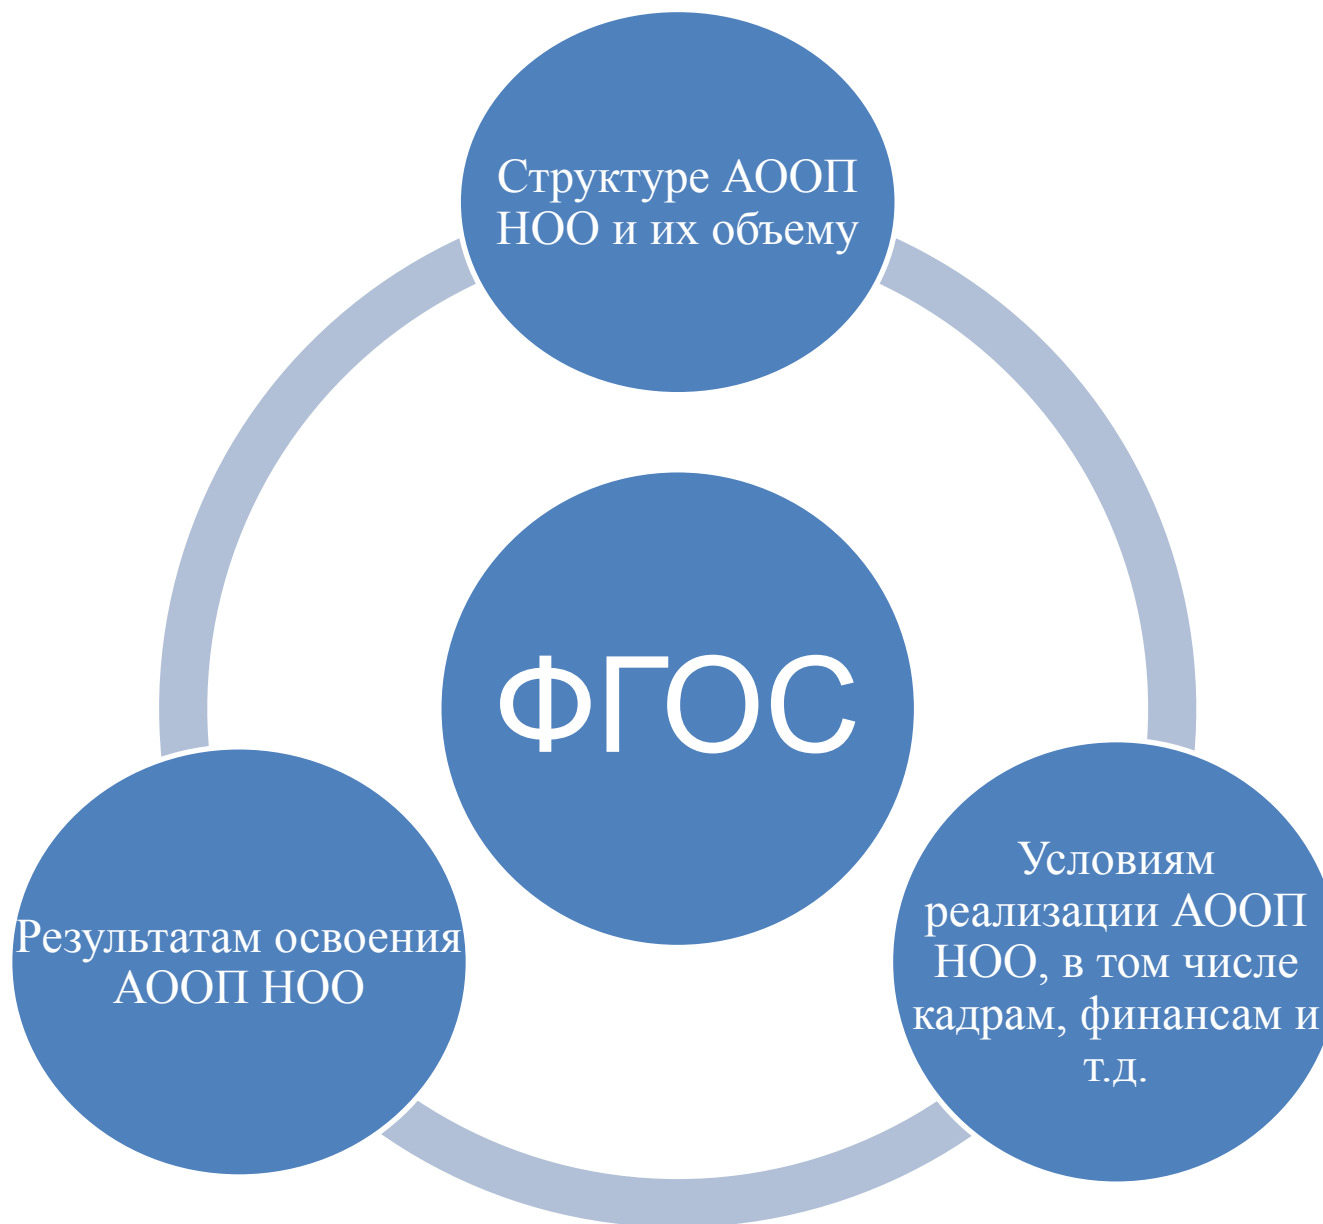 Структуре АООП
НОО и их объему
ФГОС
Результатам освоения
АООП НОО
Условиям
реализации АООП
НОО, в том числе
кадрам, финансам и
т.д.